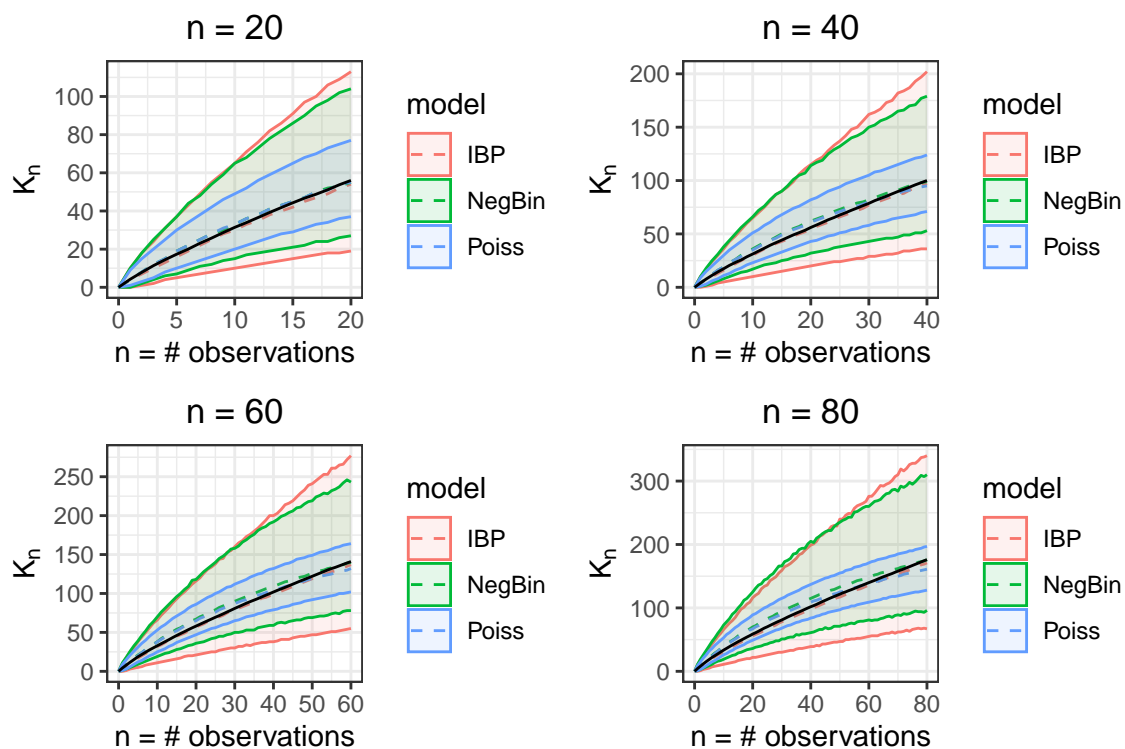 n = 20
K_n
100
80
60
40
20
0
0 5 10 15 20
n = # observations
model
IBP
NegBin
Poiss
n = 40
K_n
200
150
100
50
0
0 10 20 30 40
n = # observations
model
IBP
NegBin
Poiss
n = 60
K_n
250
200
150
100
50
0
0 10 20 30 40 50 60
n = # observations
model
IBP
NegBin
Poiss
n = 80
K_n
300
200
100
0
0 20 40 60 80
n = # observations
model
IBP
NegBin
Poiss